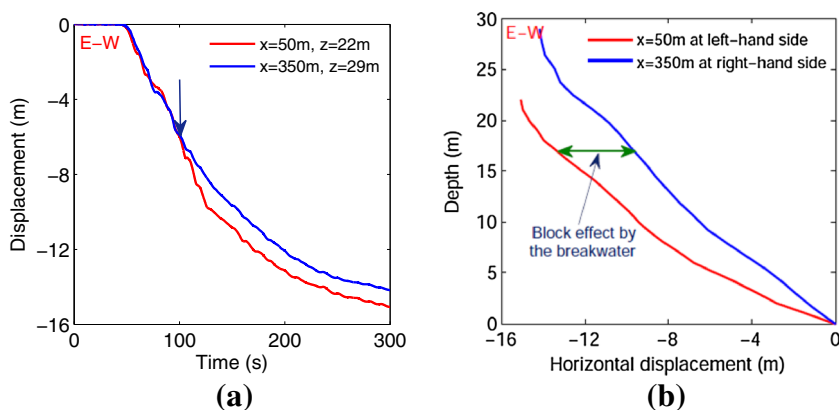 E−W
x=50m, z=22m
x=350m, z=29m
Displacement (m)
0
−4
−8
−12
−16
0 100 200 300
Time (s)
(a)
E−W
x=50m at left−hand side
x=350m at right−hand side
Block effect by
the breakwater
Depth (m)
30
25
20
15
10
5
0
−16 −12 −8 −4 0
Horizontal displacement (m)
(b)